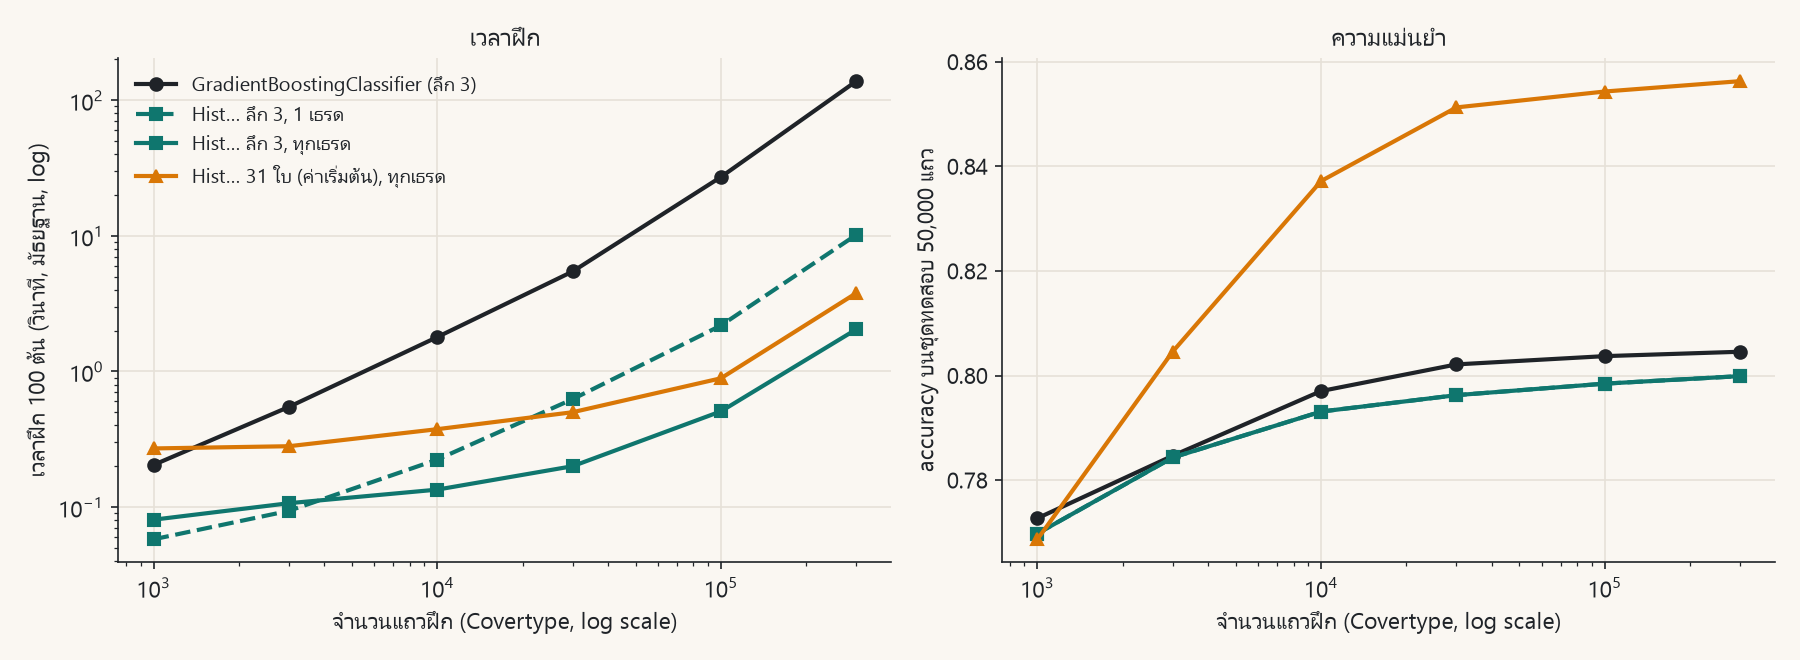 เวลาฝึก
GradientBoostingClassifier (ลึก 3)
Hist... ลึก 3, 1 เธรด
Hist... ลึก 3, ทุกเธรด
Hist... 31 ใบ (ค่าเริ่มต้น), ทุกเธรด
เวลาฝึก 100 ต้น (วินาที, มัธยฐาน, log)
10²
10¹
10⁰
10⁻¹
10³ 10⁴ 10⁵
จำนวนแถวฝึก (Covertype, log scale)
ความแม่นยำ
accuracy บนชุดทดสอบ 50,000 แถว
0.86
0.84
0.82
0.80
0.78
10³ 10⁴ 10⁵
จำนวนแถวฝึก (Covertype, log scale)